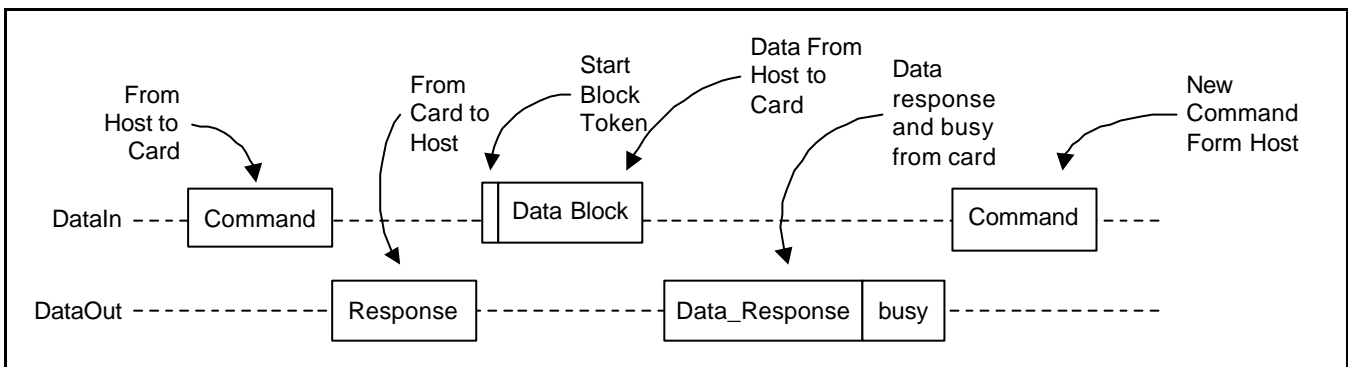 From
Host to
Card
From
Card to
Host
Start
Block
Token
Data From
Host to
Card
Data
response
and busy
from card
New
Command
Form Host
DataIn
Command
Data Block
Command
DataOut
Response
Data_Response
busy